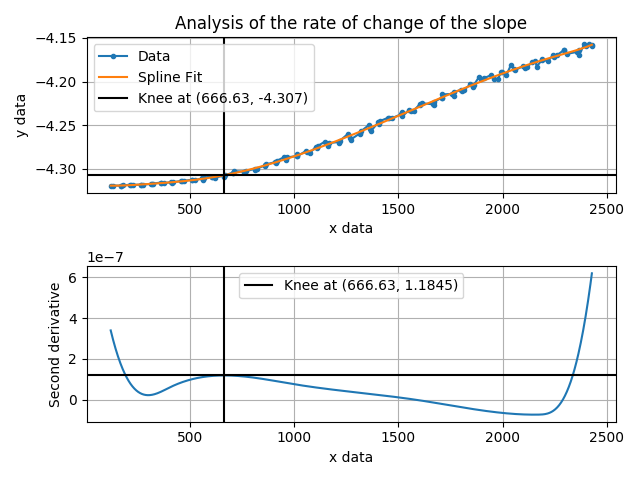 Analysis of the rate of change of the slope
−4.15
−4.20
−4.25
−4.30
y data
Data
Spline Fit
Knee at (666.63, -4.307)
500 1000 1500 2000 2500
x data
1e−7
6
4
2
0
Second derivative
Knee at (666.63, 1.1845)
500 1000 1500 2000 2500
x data